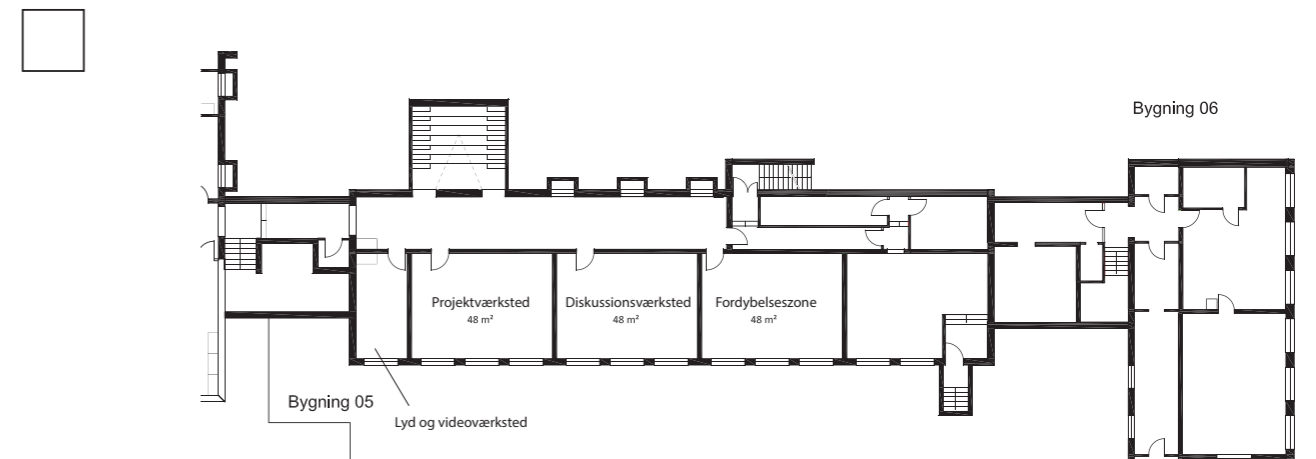 Bygning 06
Projektværksted
48 m²
Diskussionsværksted
48 m²
Fordybelseszone
48 m²
Bygning 05
Lyd og videoværksted